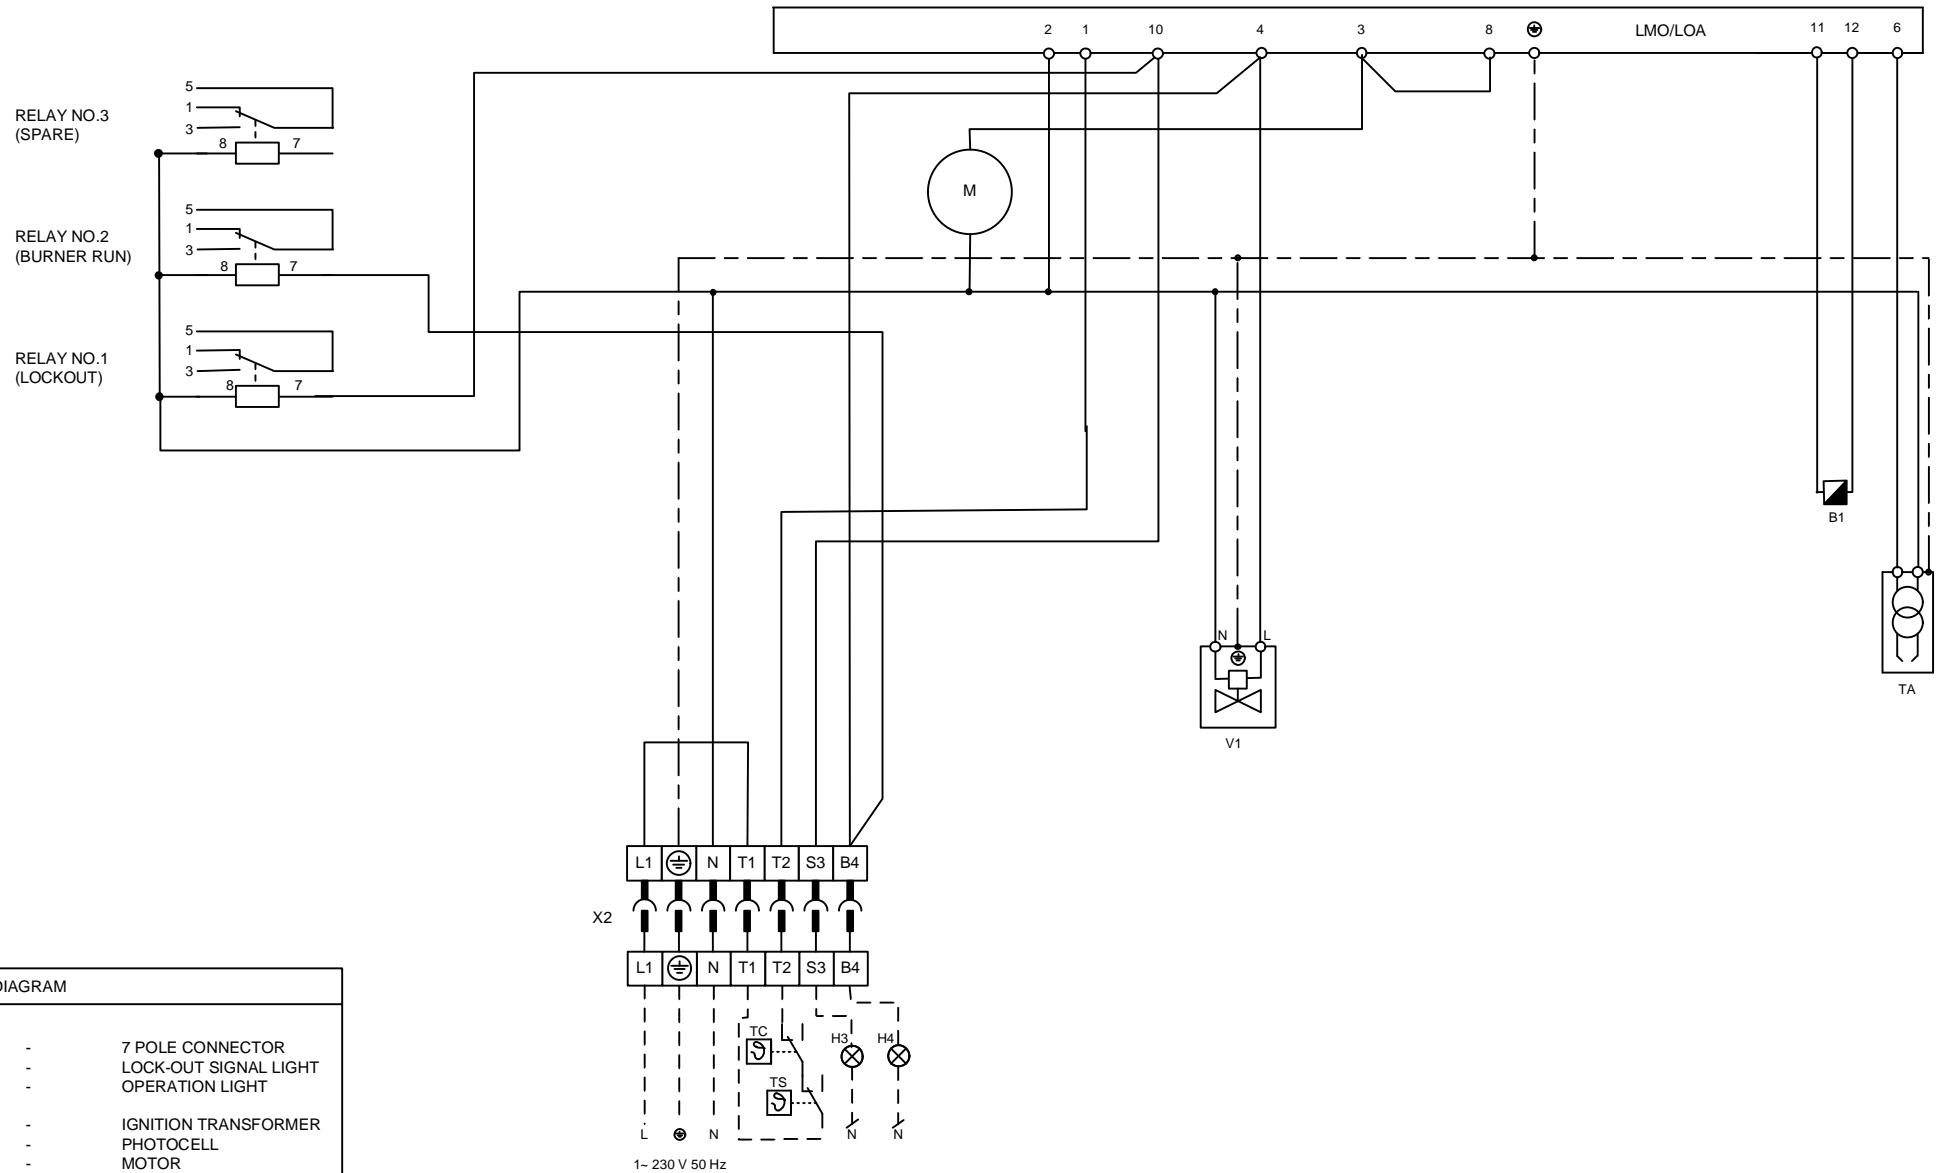 2 1 10 4 3 8 LMO/LOA 11 12 6
5
1
3
8 7
RELAY NO.3
(SPARE)
M
5
1
3
8 7
RELAY NO.2
(BURNER RUN)
5
1
3
8 7
RELAY NO.1
(LOCKOUT)
B1
N L
V1
TA
L1 N T1 T2 S3 B4
X2
L1 N T1 T2 S3 B4
TC
H3 H4
TS
L N N N
1~ 230 V 50 Hz
DIAGRAM
- 7 POLE CONNECTOR
- LOCK-OUT SIGNAL LIGHT
- OPERATION LIGHT
- IGNITION TRANSFORMER
- PHOTOCELL
- MOTOR